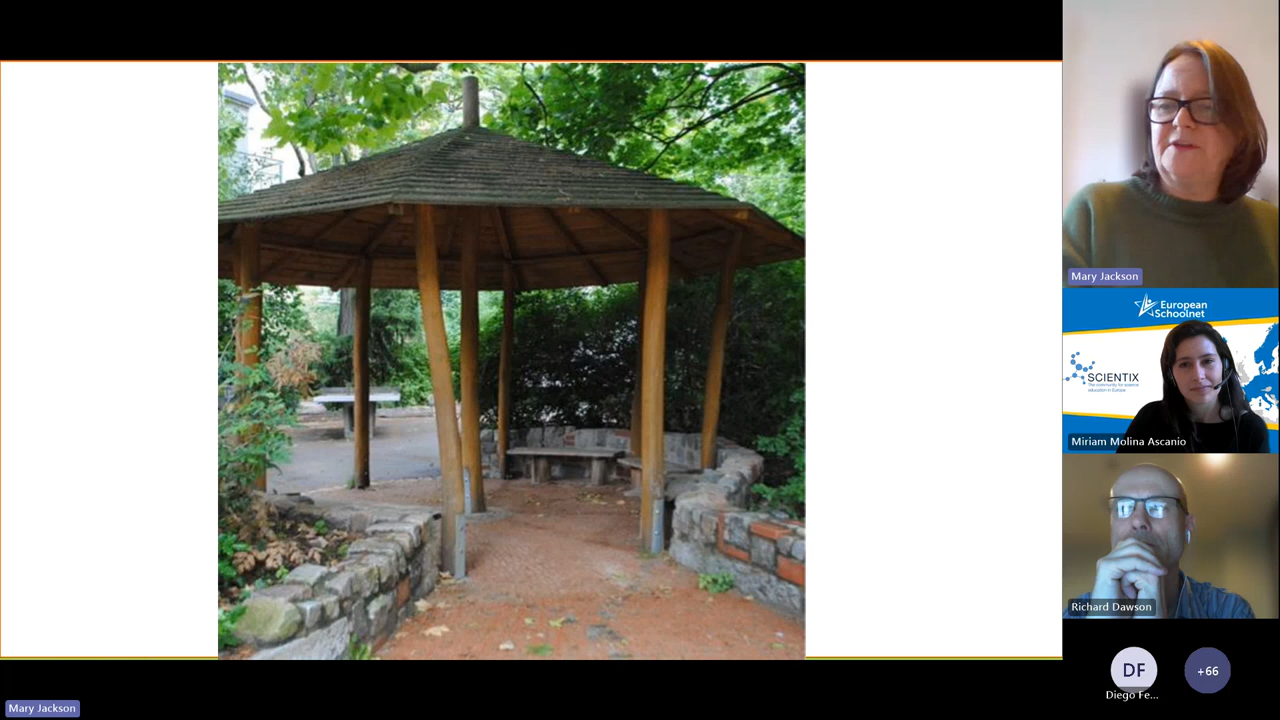 Mary Jackson
European
Schoolnet
SCIENTIX
The community for science
education in Europe
Miriam Molina Ascanio
Richard Dawson
DF
Diego Fe...
+66
Mary Jackson